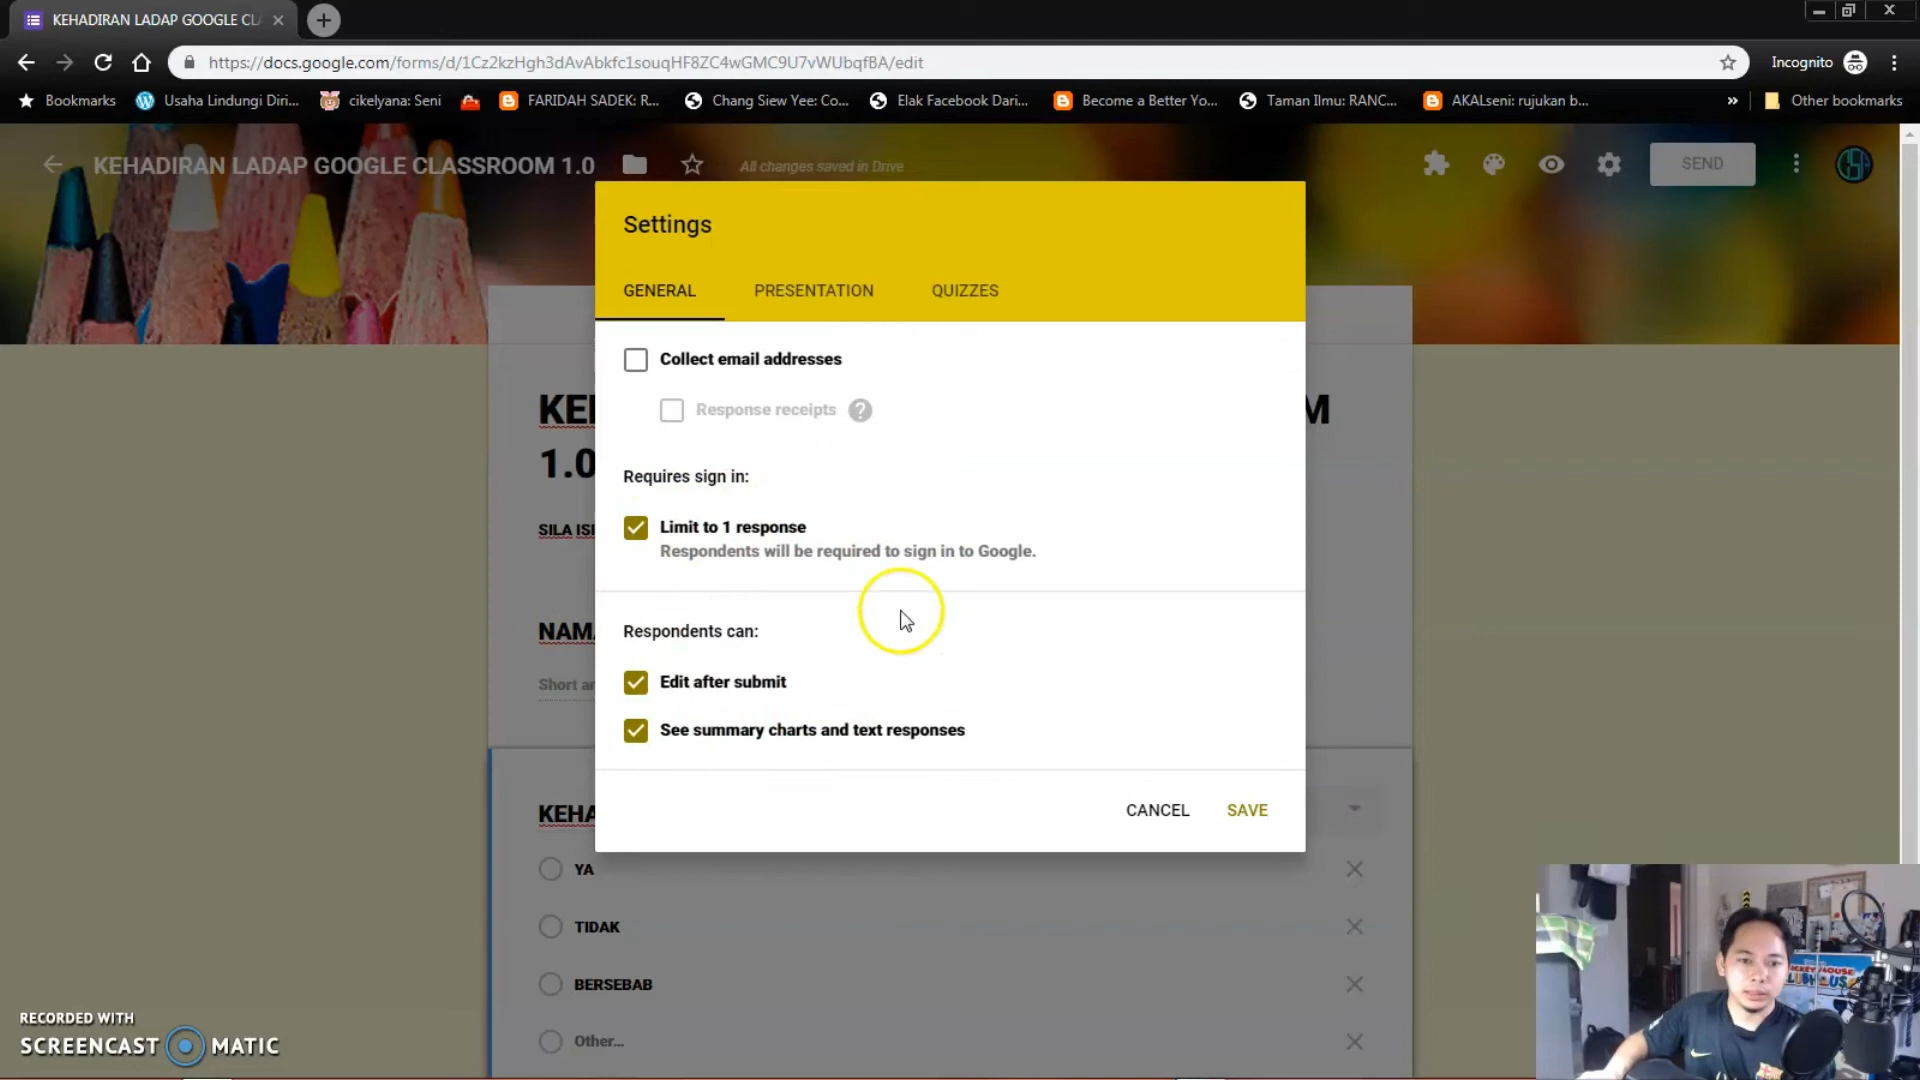 KEHADIRAN LADAP GOOGLE CL
https://docs.google.com/forms/d/1Cz2kzHgh3dAvAbkfc1souqHF8ZC4wGMC9U7vWUbqfBA/edit
Incognito
Bookmarks
Usaha Lindungi Diri...
cikelyana: Seni
FARIDAH SADEK: R...
Chang Siew Yee: Co...
Elak Facebook Dari...
Become a Better Yo...
Taman Ilmu: RANC...
AKALseni: rujukan b...
Other bookmarks
KEHADIRAN LADAP GOOGLE CLASSROOM 1.0
All changes saved in Drive
SEND
Settings
GENERAL
PRESENTATION
QUIZZES
Collect email addresses
Response receipts
Requires sign in:
Limit to 1 response
Respondents will be required to sign in to Google.
Respondents can:
Edit after submit
See summary charts and text responses
CANCEL
SAVE
1.0
SILA
YA
TIDAK
BERSEBAB
Other...
RECORDED WITH
SCREENCAST MATIC